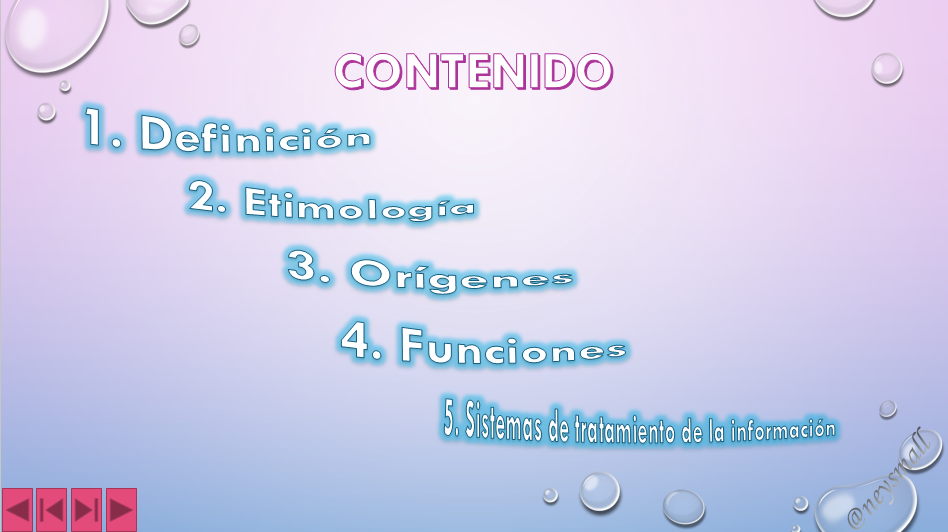 CONTENIDO
1. Definición
2. Etimología
3. Orígenes
4. Funciones
5. Sistemas de tratamiento de la información
@neysmall